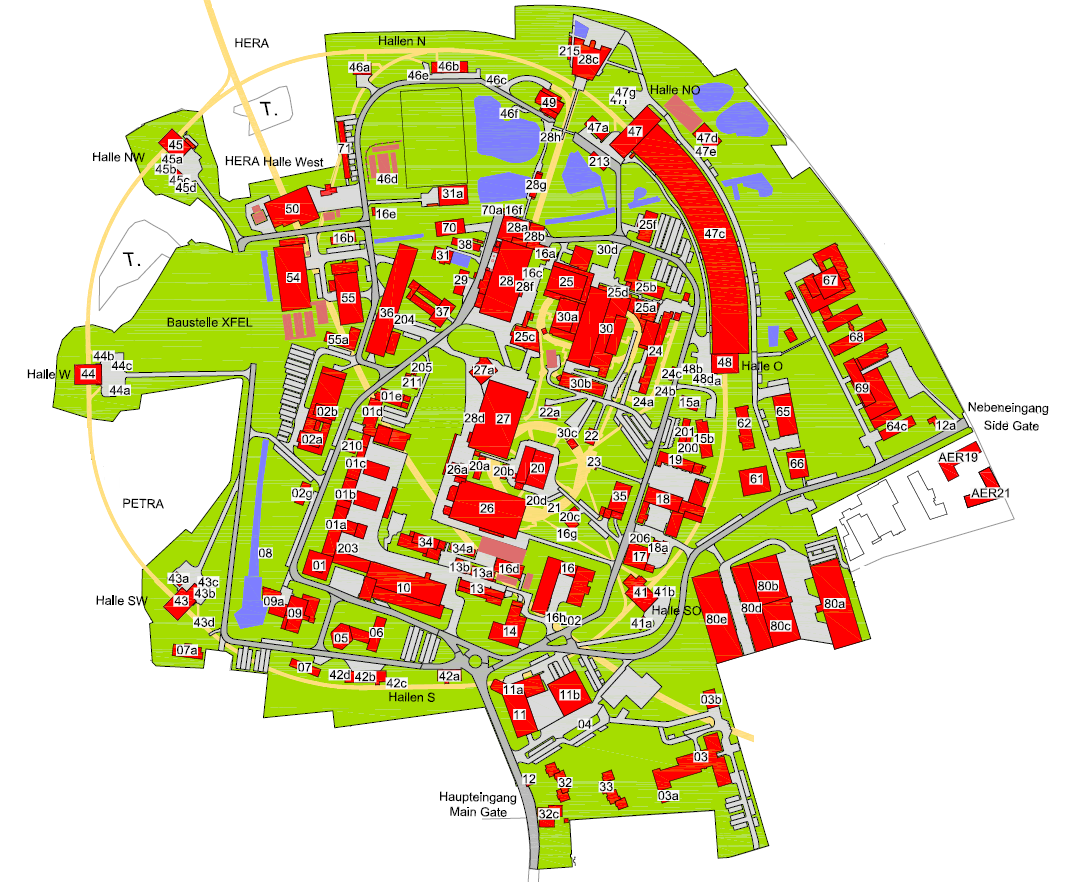 HERA
Hallen N
215
28c
46a
46b
46e
46c
47g
Halle NO
T.
49
46f
47a
47
47d
47e
28h
45
71
Halle NW
45a
45b
45d
HERA Halle West
46d
213
28g
31a
50
16e
70a
16f
25f
47c
16b
70
28a
28b
38
31
16a
30d
T.
54
16c
67
55
29
28
28f
25
25d
25b
36
37
30a
25a
Baustelle XFEL
204
30
55a
25c
24
68
44b
44c
Halle W
44
44a
205
27a
48
Halle O
48b
24c
48d
a
211
30b
24b
69
01e
24a
15a
02b
01d
28d
27
22a
62
65
Nebeneingang
Side Gate
02a
210
30c
22
201
15b
200
64c
12a
01c
26a
20a
20b
20
23
19
66
AER19
02g
01b
61
AER21
PETRA
26
20d
21
35
18
20c
01a
16g
08
203
34
34a
206
18a
17
01
13b
13a
16d
16
43a
43c
43b
10
13
41
41b
80b
Halle SW
43
09a
Halle SO
80d
80a
09
16h
02
41a
80e
80c
43d
05
06
14
07a
07
42d
42b
42c
42a
Hallen S
11a
11b
03b
11
04
03
12
32
33
03a
Haupteingang
Main Gate
32c